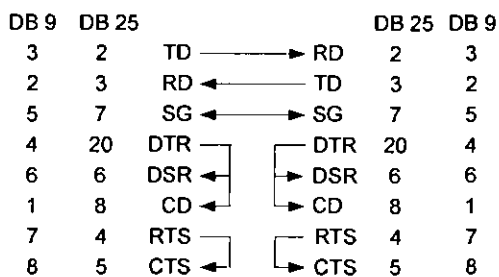 DB 9 DB 25 DB 25 DB 9
3 2 TD RD 2 3
2 3 RD TD 3 2
5 7 SG SG 7 5
4 20 DTR DTR 20 4
6 6 DSR DSR 6 6
1 8 CD CD 8 1
7 4 RTS RTS 4 7
8 5 CTS CTS 5 8